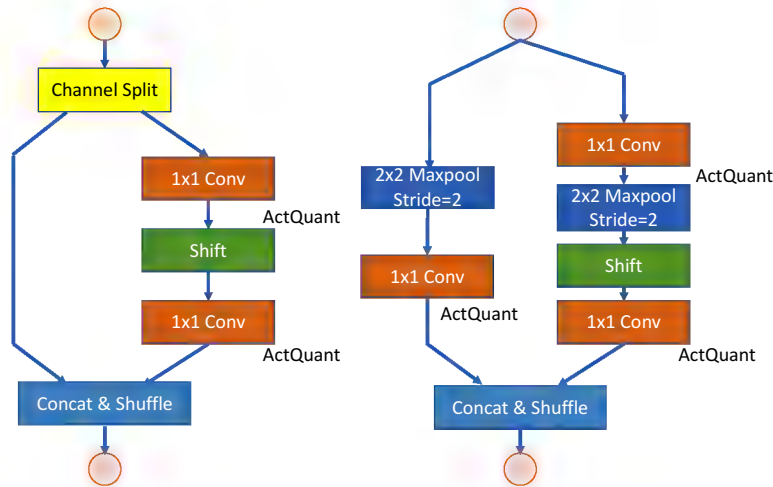 Channel Split
1x1 Conv
ActQuant
Shift
1x1 Conv
ActQuant
Concat & Shuffle
2x2 Maxpool
Stride=2
1x1 Conv
ActQuant
1x1 Conv
ActQuant
2x2 Maxpool
Stride=2
Shift
1x1 Conv
ActQuant
Concat & Shuffle